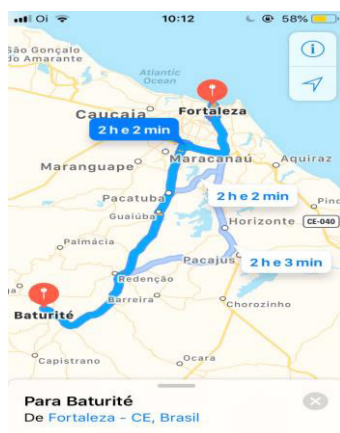 Oi
10:12
58%
São Gonçalo
do Amarante
Atlantic
Ocean
Caucaia
Fortaleza
2 h e 2 min
Maranguape
Maracanaú
Aquiraz
Pacatuba
2 h e 2 min
Guaiúba
Horizonte
CE-040
Palmácia
Pacajus
2 h e 3 min
Redenção
Barreira
Chorozinho
Baturité
Capistrano
Ocara
Para Baturité
De Fortaleza - CE, Brasil